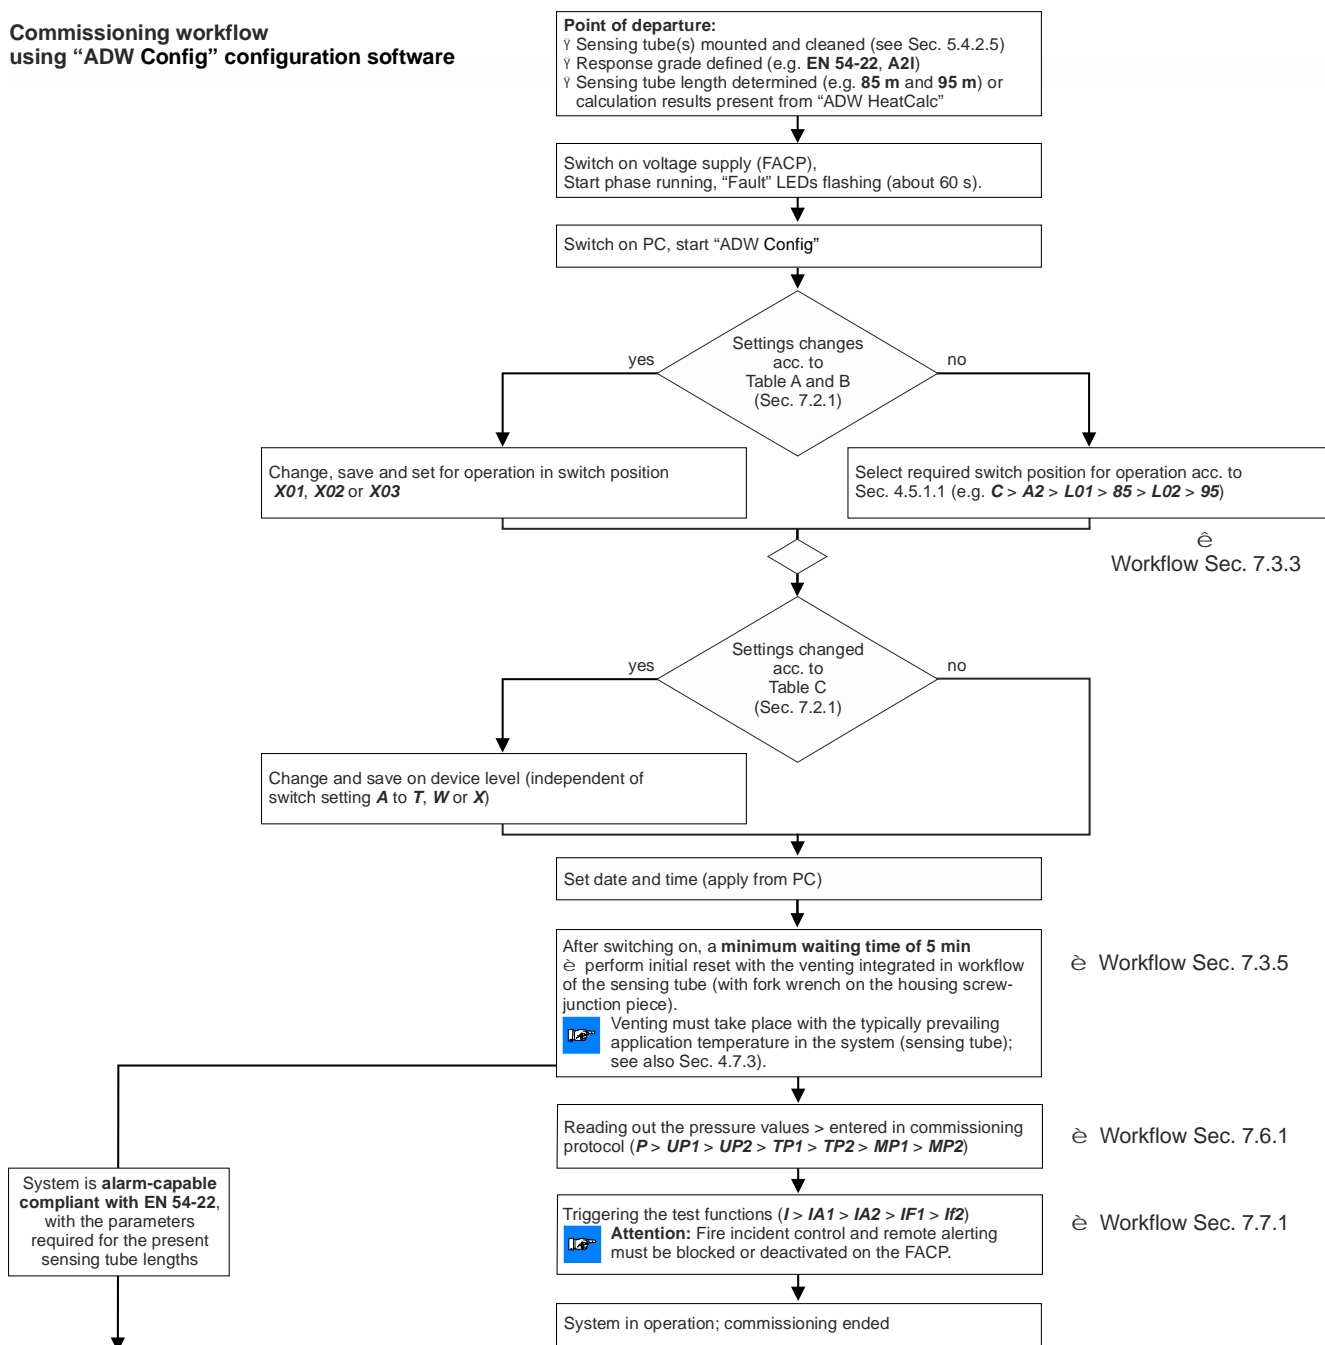 Commissioning workflow
using “ADW Config” configuration software
Point of departure:
Ÿ Sensing tube(s) mounted and cleaned (see Sec. 5.4.2.5)
Ÿ Response grade defined (e.g. EN 54-22, A2I)
Ÿ Sensing tube length determined (e.g. 85 m and 95 m) or
calculation results present from “ADW HeatCalc”
Switch on voltage supply (FACP),
Start phase running, “Fault” LEDs flashing (about 60 s).
Switch on PC, start “ADW Config”
Settings changes
acc. to
Table A and B
(Sec. 7.2.1)
yes
no
Change, save and set for operation in switch position
X01, X02 or X03
Select required switch position for operation acc. to
Sec. 4.5.1.1 (e.g. C > A2 > L01 > 85 > L02 > 95)
ê
Workflow Sec. 7.3.3
Settings changed
acc. to
Table C
(Sec. 7.2.1)
yes
no
Change and save on device level (independent of
switch setting A to T, W or X)
Set date and time (apply from PC)
After switching on, a minimum waiting time of 5 min
è perform initial reset with the venting integrated in workflow
of the sensing tube (with fork wrench on the housing screw-
junction piece).
Venting must take place with the typically prevailing
application temperature in the system (sensing tube);
see also Sec. 4.7.3).
è Workflow Sec. 7.3.5
Reading out the pressure values > entered in commissioning
protocol (P > UP1 > UP2 > TP1 > TP2 > MP1 > MP2)
è Workflow Sec. 7.6.1
System is alarm-capable
compliant with EN 54-22,
with the parameters
required for the present
sensing tube lengths
Triggering the test functions (I > IA1 > IA2 > IF1 > If2)
Attention: Fire incident control and remote alerting
must be blocked or deactivated on the FACP.
è Workflow Sec. 7.7.1
System in operation; commissioning ended